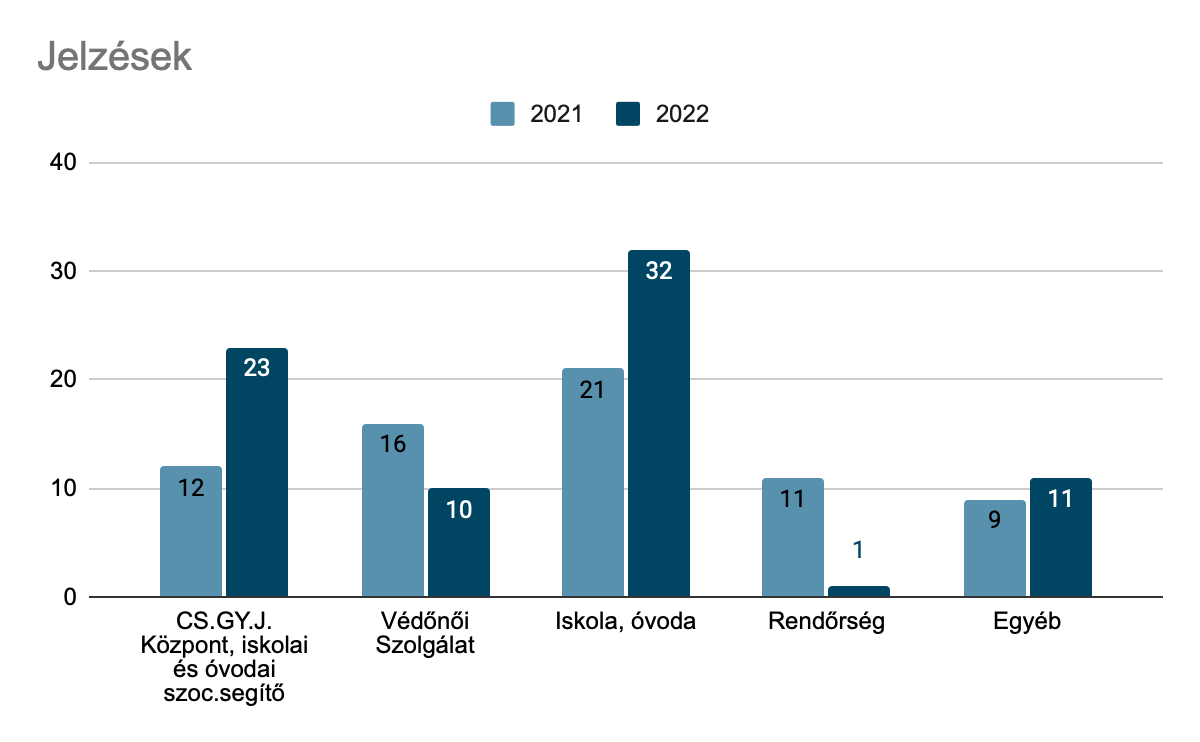 Jelzések
2021
2022
40
30
20
10
0
12
23
16
10
21
32
11
1
9
11
CS.GY.J.
Központ, iskolai
és óvodai
szoc.segítő
Védőnői
Szolgálat
Iskola, óvoda
Rendőrség
Egyéb